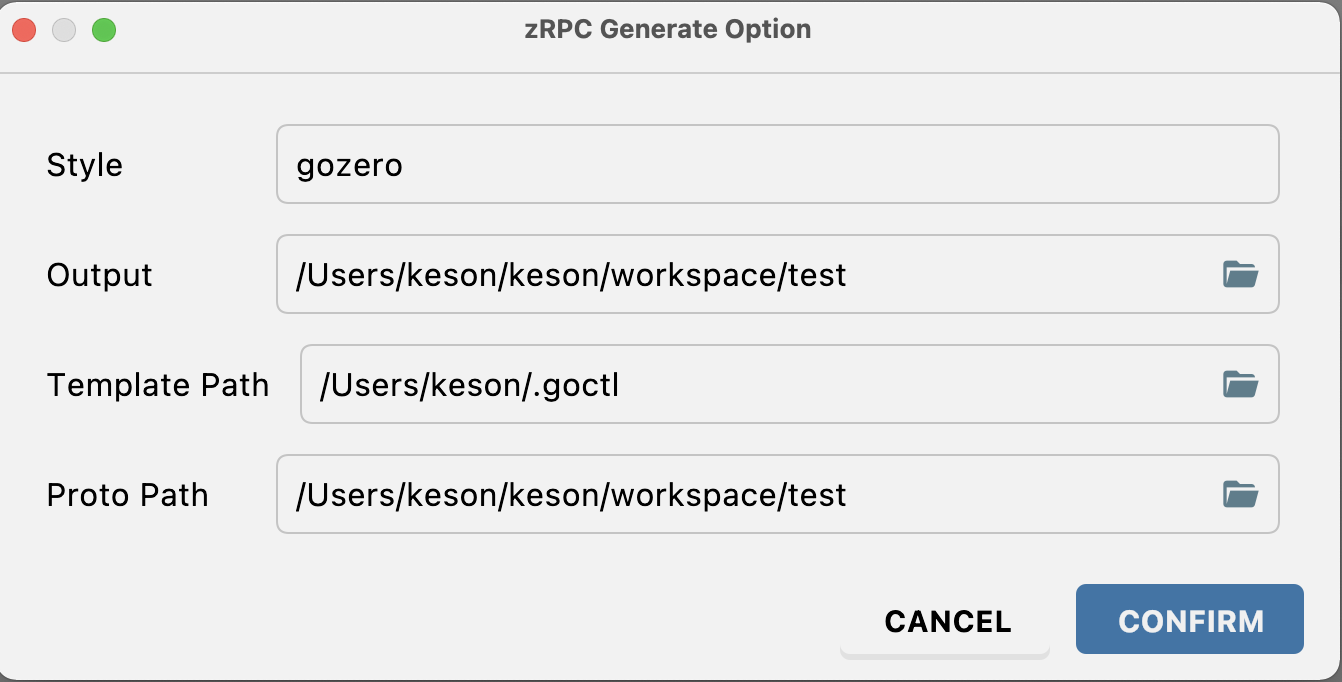 zRPC Generate Option
Style gozero
Output /Users/keson/keson/workspace/test
Template Path /Users/keson/.goctl
Proto Path /Users/keson/keson/workspace/test
CANCEL CONFIRM